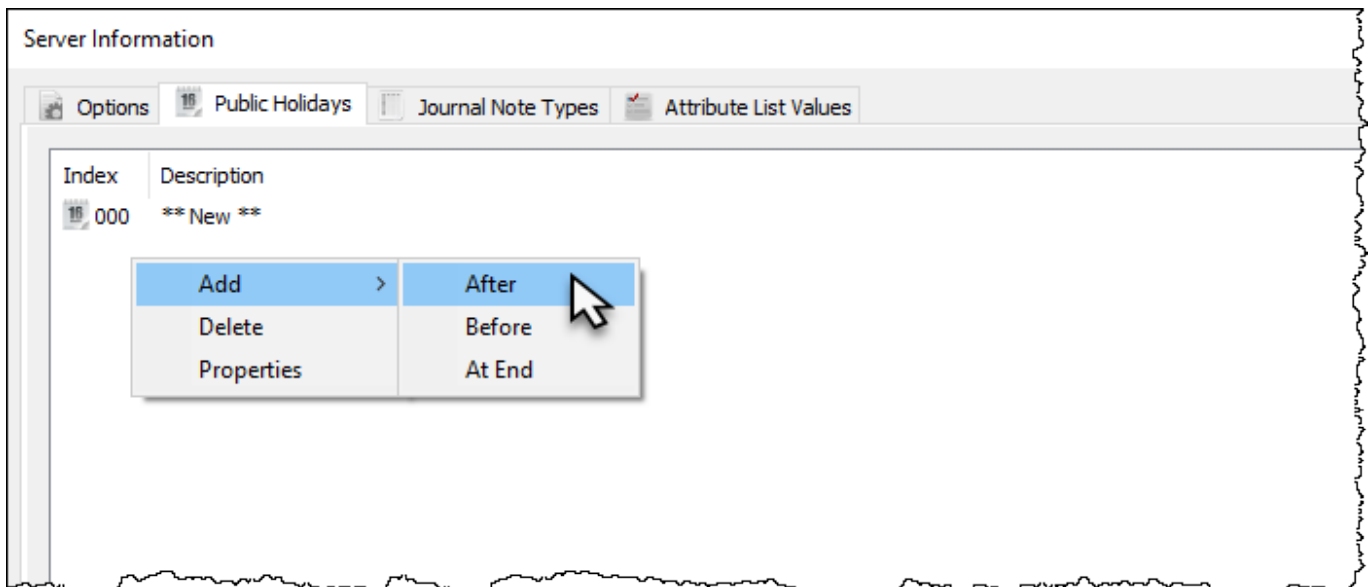 Server Information
Options Public Holidays Journal Note Types Attribute List Values
Index Description
16 000 ** New **
Add > After
Delete Before
Properties At End